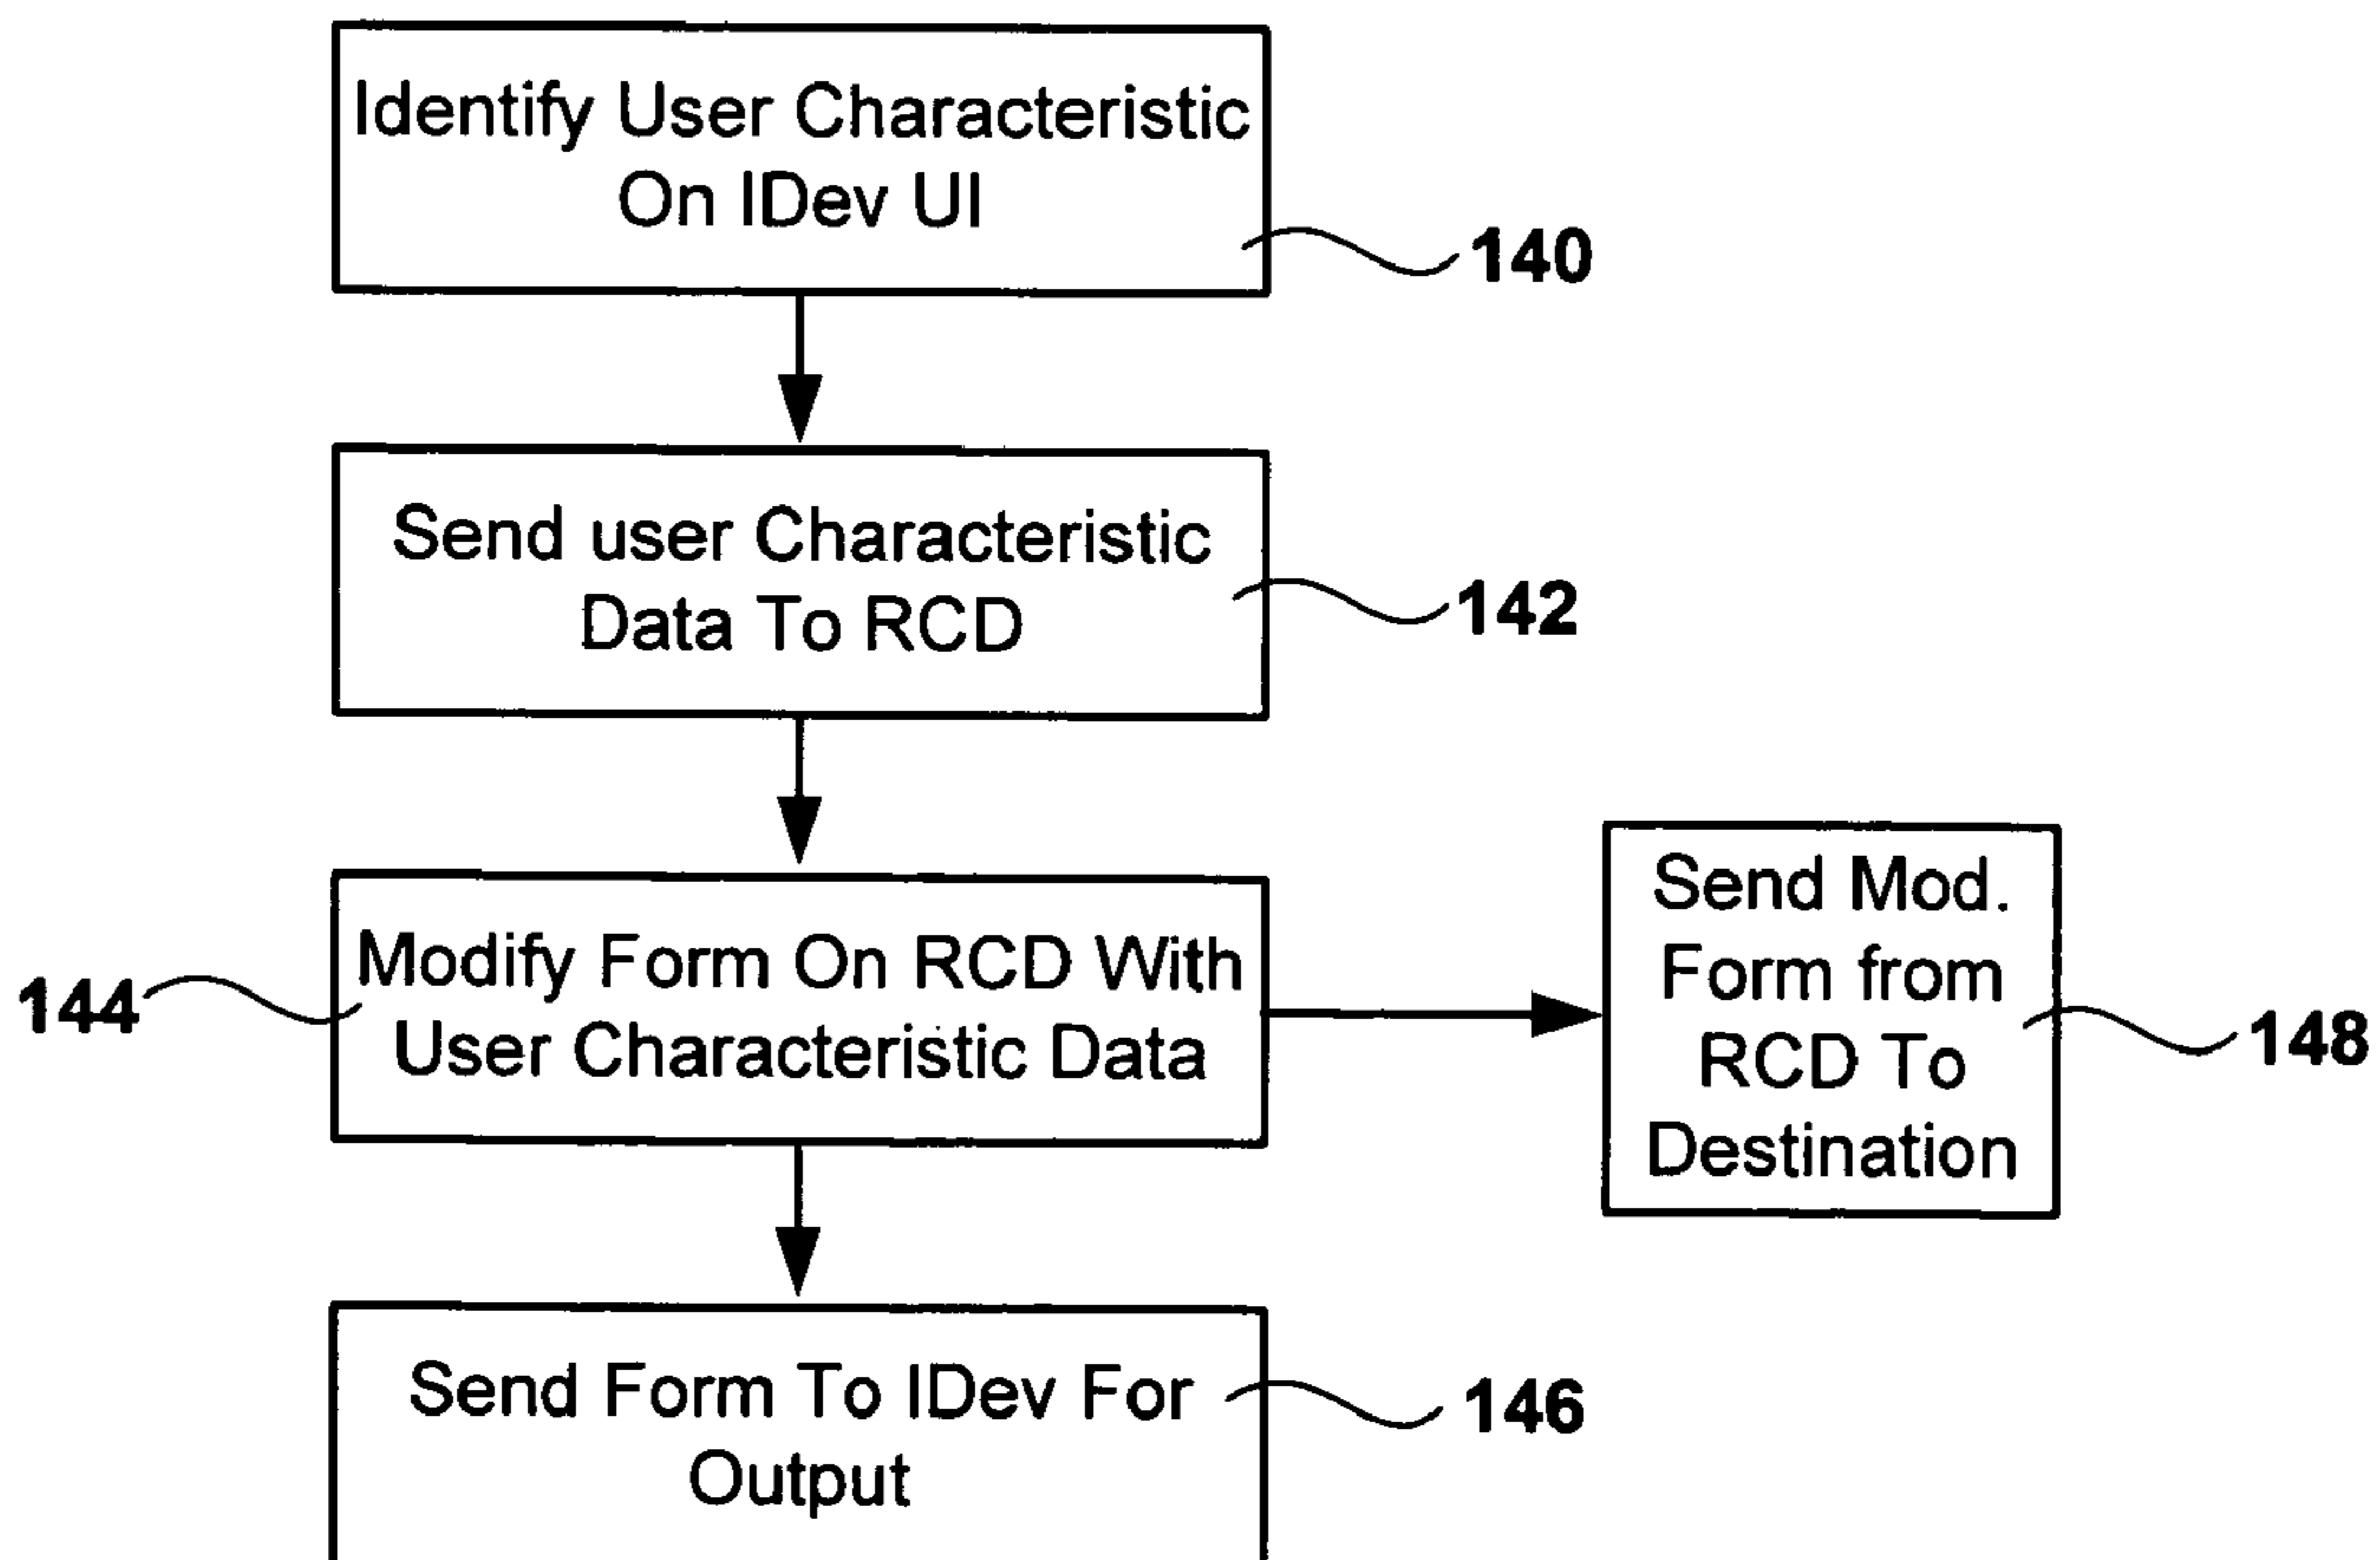 Identify User Characteristic
On IDev UI
140
Send user Characteristic
Data To RCD
142
Modify Form On RCD With
User Characteristic Data
144
Send Mod.
Form from
RCD To
Destination
148
Send Form To IDev For
Output
146